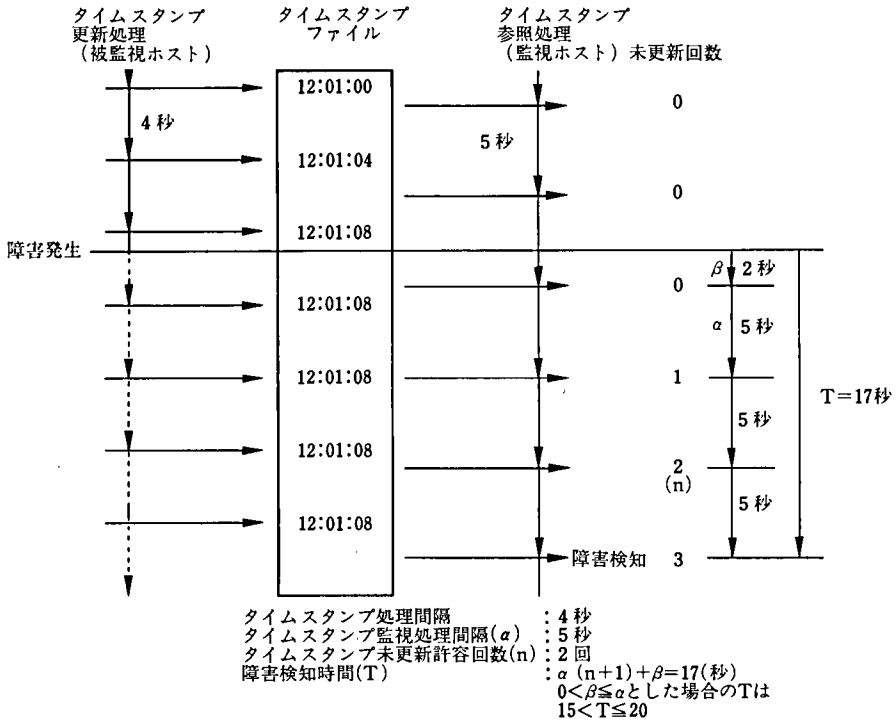 タイムスタンプ
更新処理
(被監視ホスト)
タイムスタンプ
ファイル
タイムスタンプ
参照処理
(監視ホスト)
未更新回数
12:01:00
0
4秒
5秒
12:01:04
0
12:01:08
障害発生
β 2秒
0
12:01:08
α 5秒
12:01:08
1
T=17秒
5秒
12:01:08
2
(n)
5秒
12:01:08
障害検知 3
タイムスタンプ処理間隔 : 4秒
タイムスタンプ監視処理間隔(α) : 5秒
タイムスタンプ未更新許容回数(n) : 2回
障害検知時間(T) : α(n+1)+β=17(秒)
0<β≦αとした場合のTは
15<T≦20